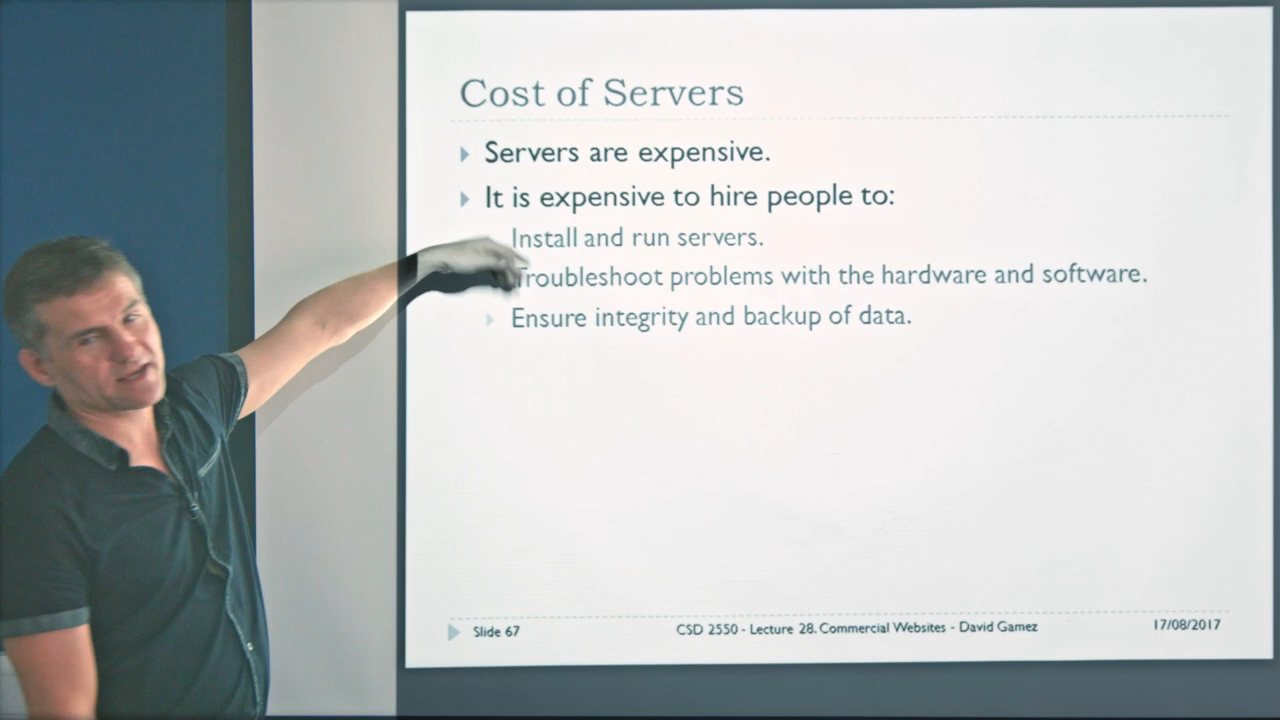 Cost of Servers
Servers are expensive.
It is expensive to hire people to:
Install and run servers.
Troubleshoot problems with the hardware and software.
Ensure integrity and backup of data.
Slide 67
CSD 2550 - Lecture 28. Commercial Websites - David Gamez
17/08/2017